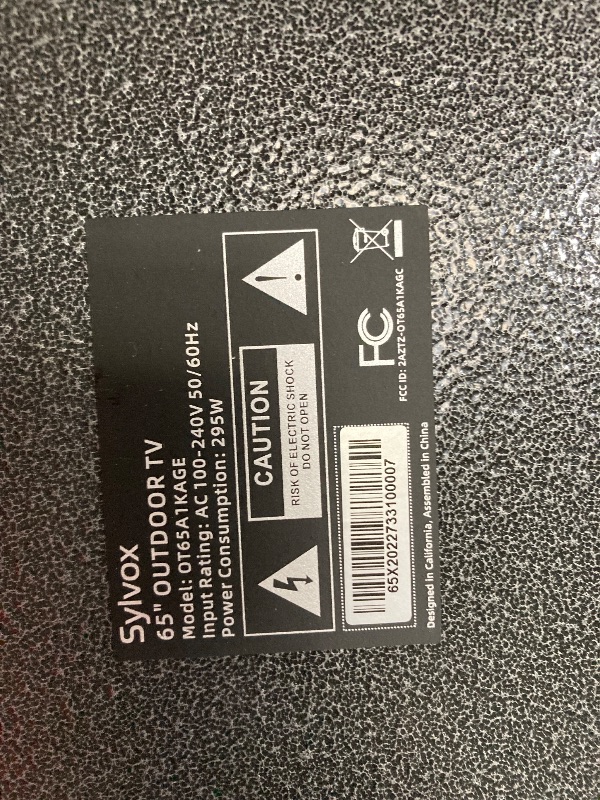 Sylvox
65" OUTDOOR TV
Model: OT65A1KAGE
Input Rating: AC 100-240V 50/60Hz
Power Consumption: 295W
CAUTION
RISK OF ELECTRIC SHOCK
DO NOT OPEN
65X2022733100007
FC
FCC ID: 2AZTZ-OT65A1KAGC
Designed in California, Assembled in China